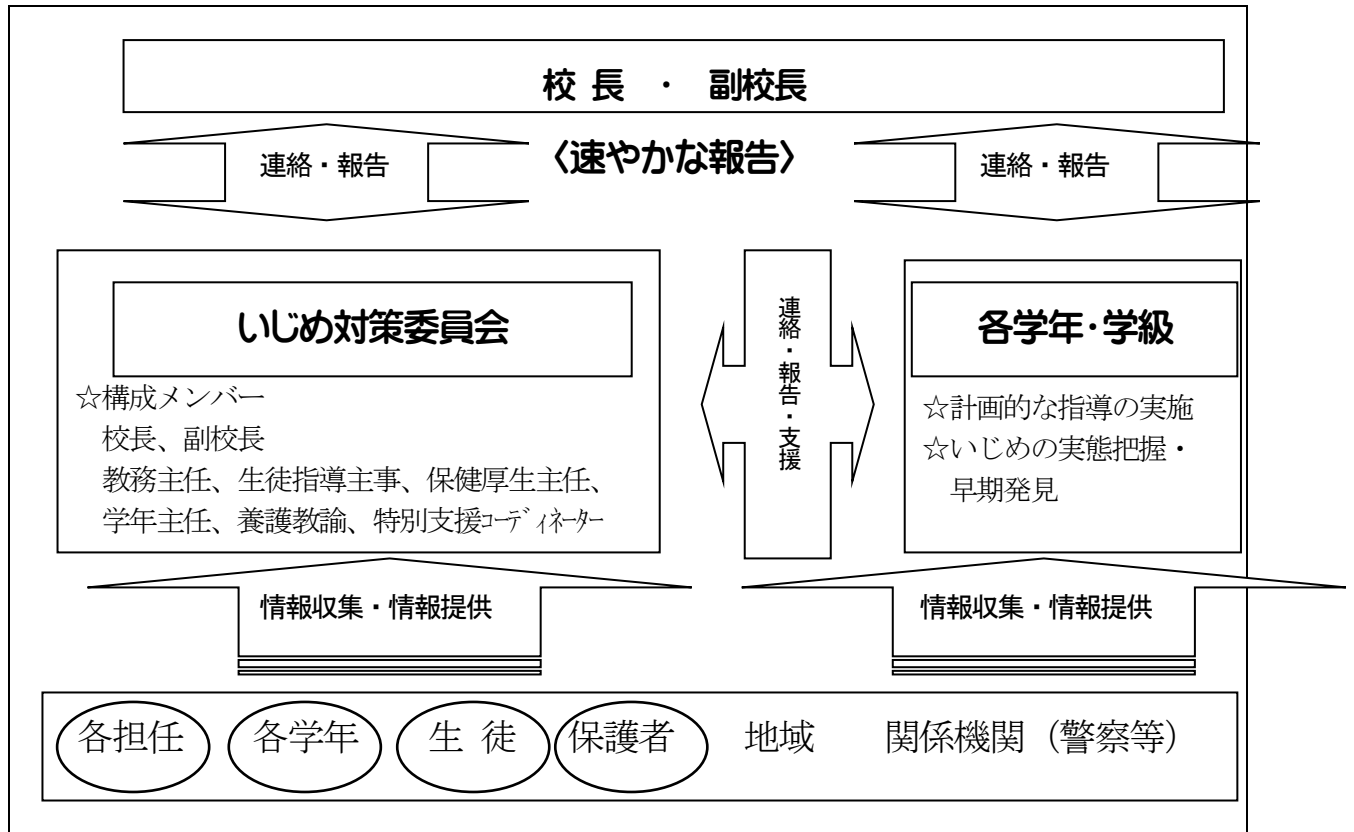 校 長 ・ 副校長
連絡・報告
〈速やかな報告〉
連絡・報告
いじめ対策委員会
☆構成メンバー
校長、副校長
教務主任、生徒指導主事、保健厚生主任、
学年主任、養護教諭、特別支援ｺｰﾃﾞｨﾈｰﾀｰ
連絡・報告・支援
各学年・学級
☆計画的な指導の実施
☆いじめの実態把握・
早期発見
情報収集・情報提供
情報収集・情報提供
各担任 各学年 生 徒 保護者 地域 関係機関（警察等）